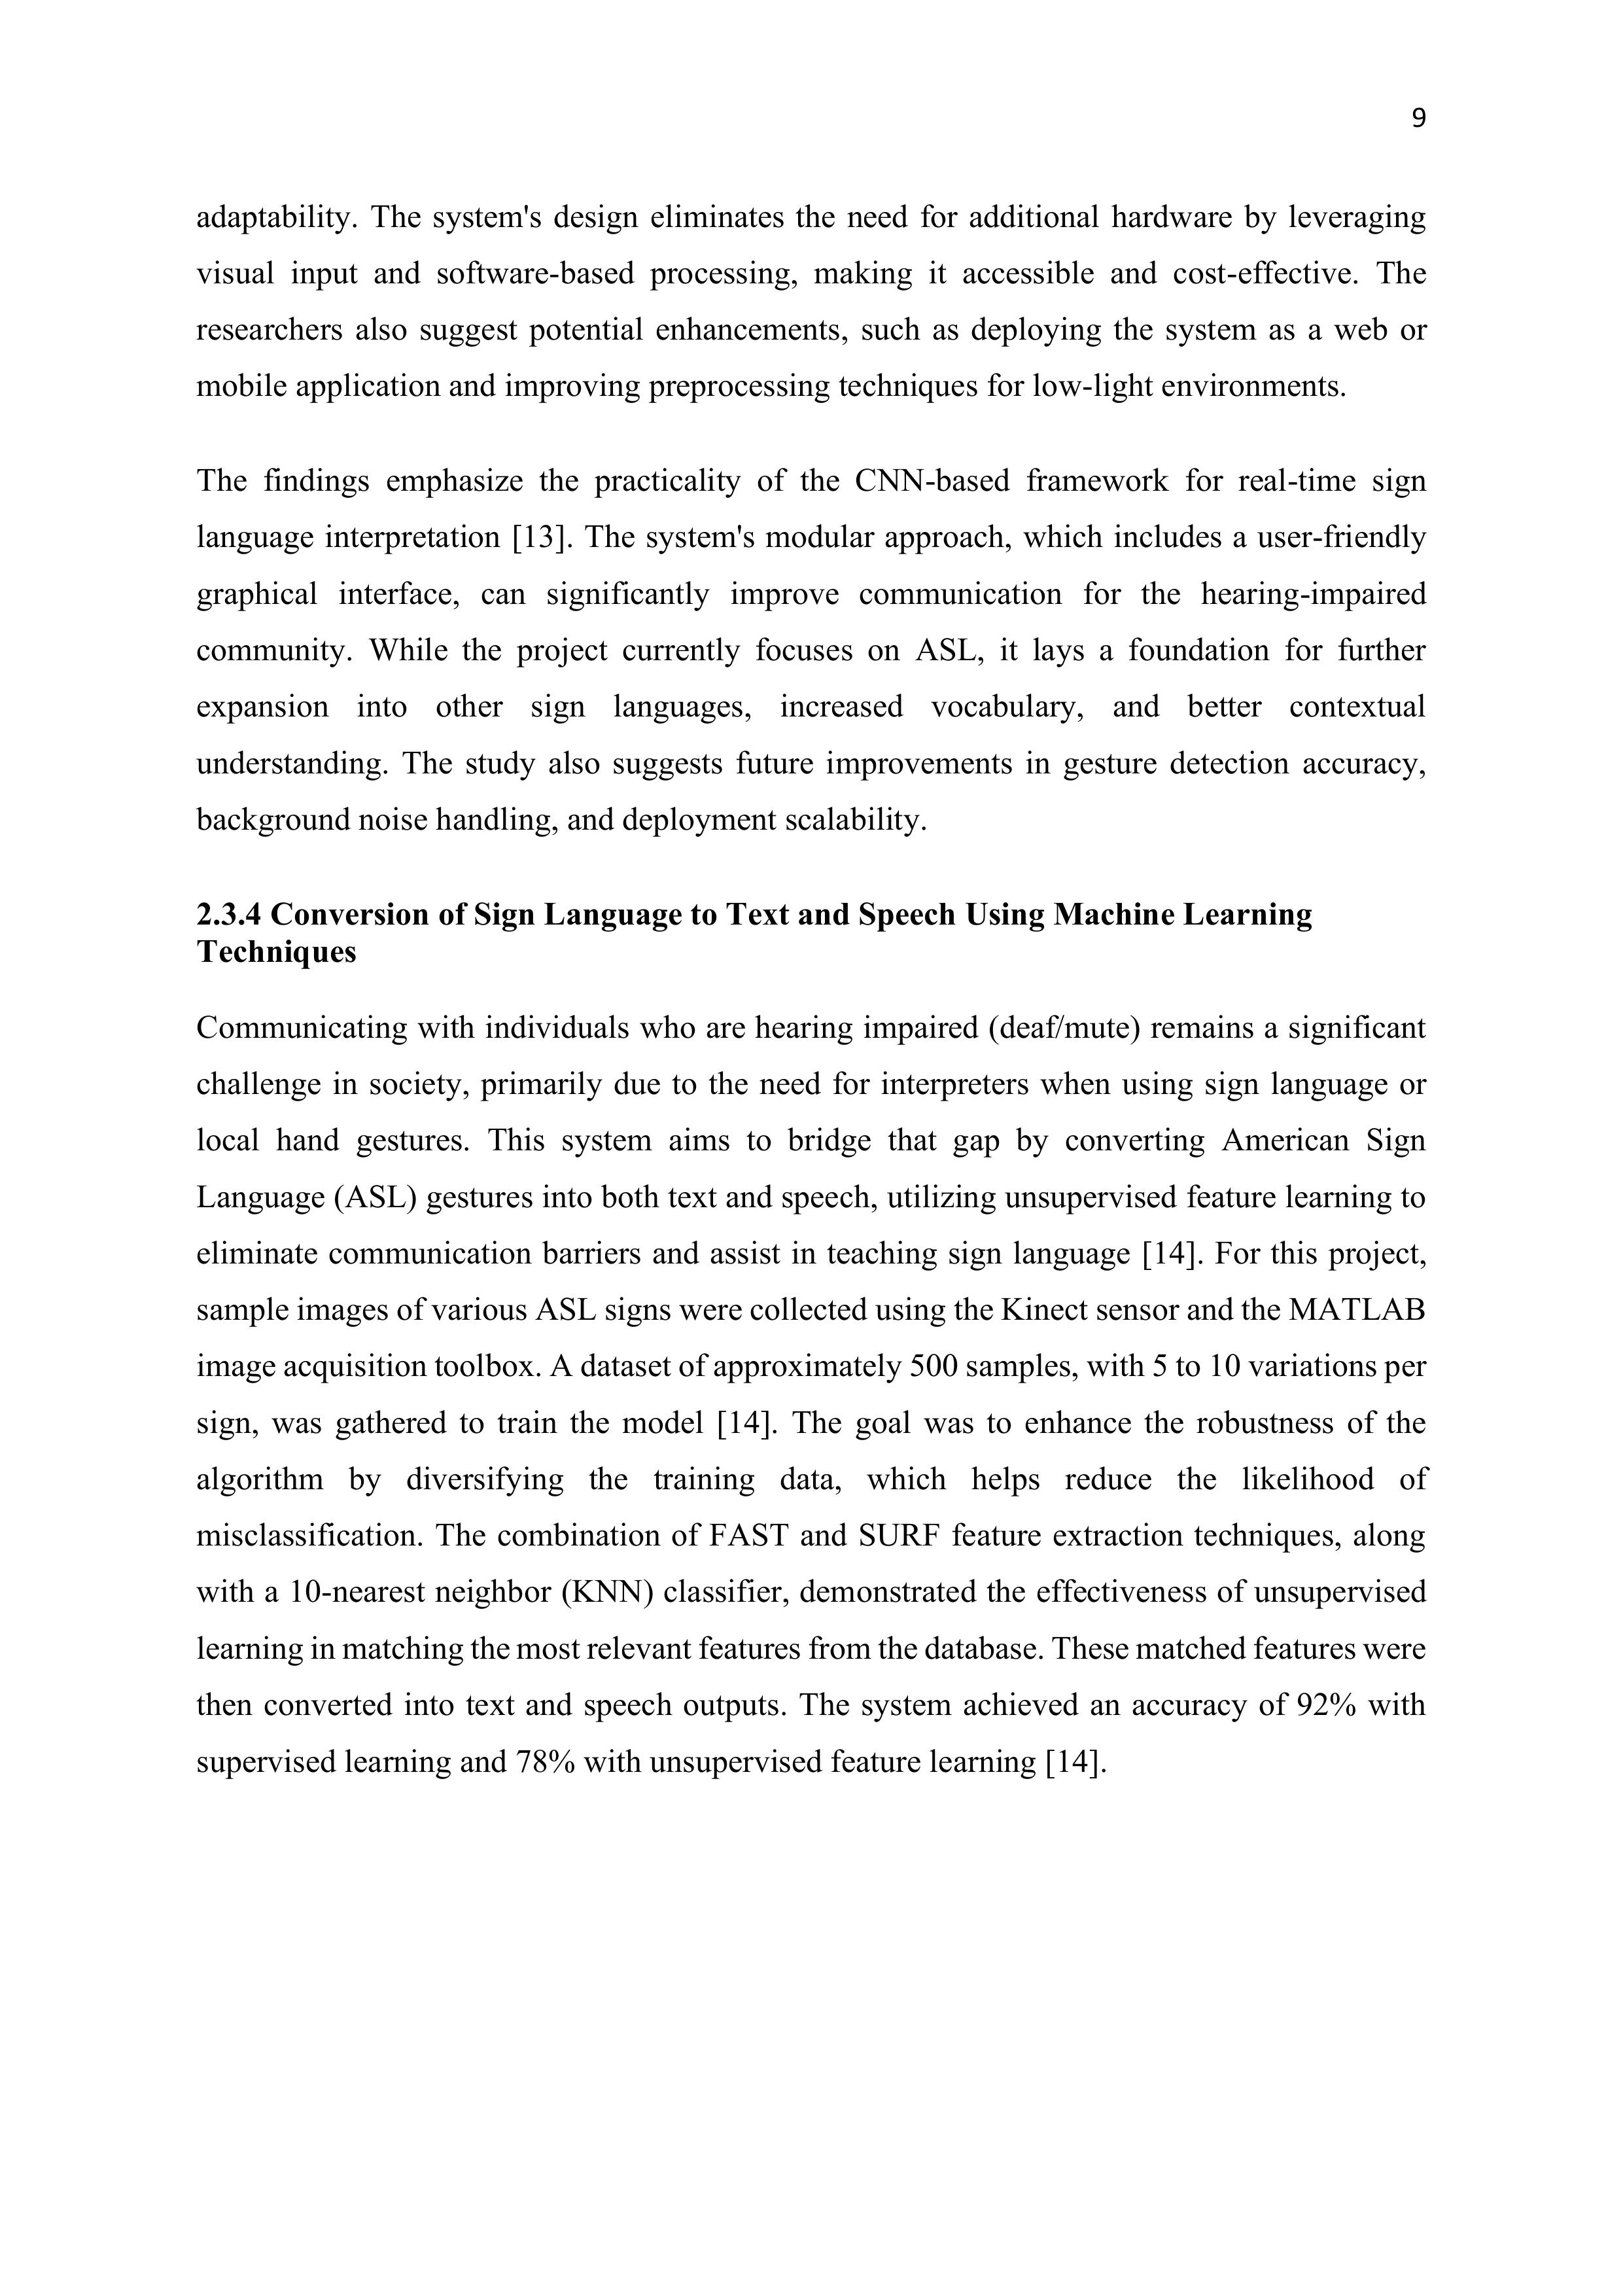 9
adaptability. The system's design eliminates the need for additional hardware by leveraging
visual input and software-based processing, making it accessible and cost-effective. The
researchers also suggest potential enhancements, such as deploying the system as a web or
mobile application and improving preprocessing techniques for low-light environments.
The findings emphasize the practicality of the CNN-based framework for real-time sign
language interpretation [13]. The system's modular approach, which includes a user-friendly
graphical interface, can significantly improve communication for the hearing-impaired
community. While the project currently focuses on ASL, it lays a foundation for further
expansion into other sign languages, increased vocabulary, and better contextual
understanding. The study also suggests future improvements in gesture detection accuracy,
background noise handling, and deployment scalability.
2.3.4 Conversion of Sign Language to Text and Speech Using Machine Learning
Techniques
Communicating with individuals who are hearing impaired (deaf/mute) remains a significant
challenge in society, primarily due to the need for interpreters when using sign language or
local hand gestures. This system aims to bridge that gap by converting American Sign
Language (ASL) gestures into both text and speech, utilizing unsupervised feature learning to
eliminate communication barriers and assist in teaching sign language [14]. For this project,
sample images of various ASL signs were collected using the Kinect sensor and the MATLAB
image acquisition toolbox. A dataset of approximately 500 samples, with 5 to 10 variations per
sign, was gathered to train the model [14]. The goal was to enhance the robustness of the
algorithm by diversifying the training data, which helps reduce the likelihood of
misclassification. The combination of FAST and SURF feature extraction techniques, along
with a 10-nearest neighbor (KNN) classifier, demonstrated the effectiveness of unsupervised
learning in matching the most relevant features from the database. These matched features were
then converted into text and speech outputs. The system achieved an accuracy of 92% with
supervised learning and 78% with unsupervised feature learning [14].